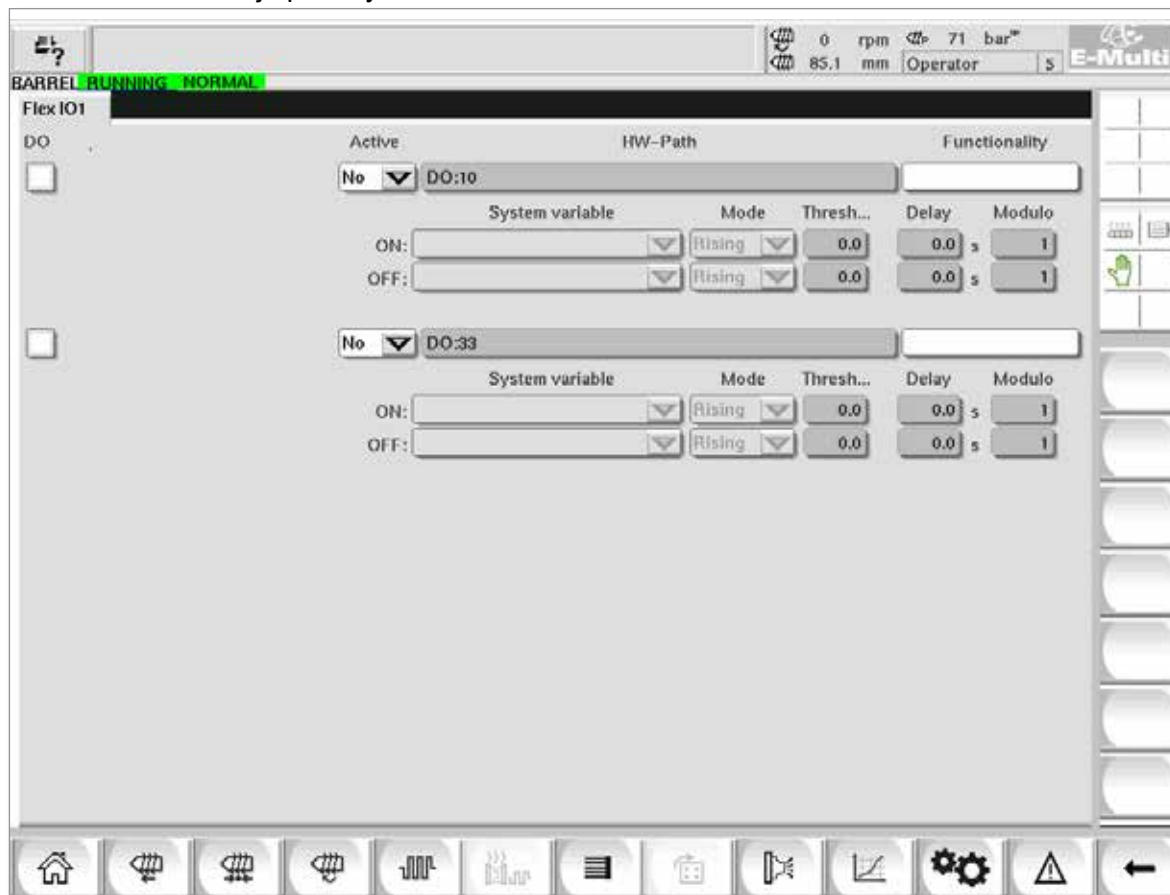 0 rpm 71 bar
85.1 mm Operator S E-Multi
BARREL RUNNING NORMAL
Flex IO1
DO Active HW-Path Functionality
No DO:10
System variable Mode Thresh... Delay Modulo
ON: Rising 0.0 0.0 s 1
OFF: Rising 0.0 0.0 s 1
No DO:33
System variable Mode Thresh... Delay Modulo
ON: Rising 0.0 0.0 s 1
OFF: Rising 0.0 0.0 s 1